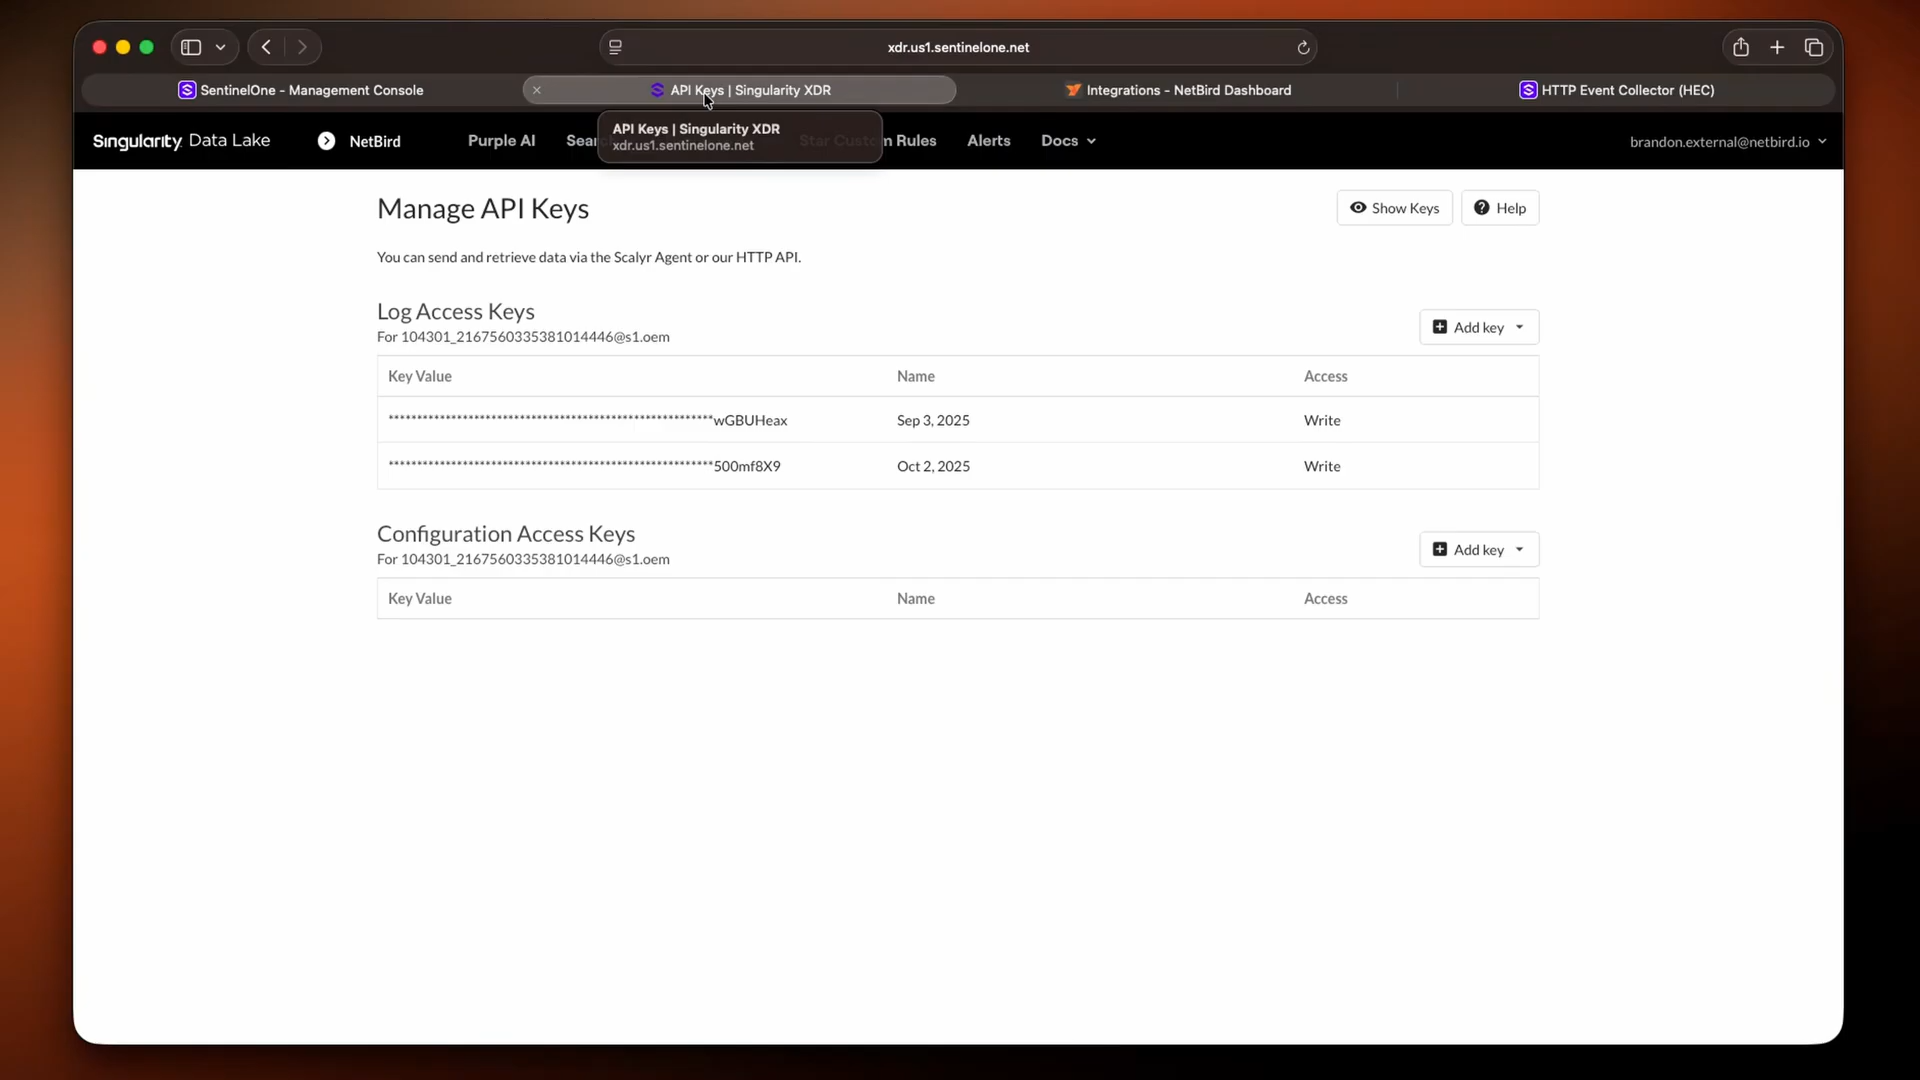 xdr.us1.sentinelone.net
SentinelOne - Management Console
API Keys | Singularity XDR
Integrations - NetBird Dashboard
HTTP Event Collector (HEC)
API Keys | Singularity XDR
xdr.us1.sentinelone.net
Singularity Data Lake
NetBird
Purple AI
Star Custom Rules
Alerts
Docs
brandon.external@netbird.io
Manage API Keys
Show Keys
Help
You can send and retrieve data via the Scalyr Agent or our HTTP API.
Log Access Keys
For 104301_2167560335381014446@s1.oem
Add key
Key Value Name Access
**********************************************************wGBUHeax Sep 3, 2025 Write
**********************************************************500mf8X9 Oct 2, 2025 Write
Configuration Access Keys
For 104301_2167560335381014446@s1.oem
Add key
Key Value Name Access